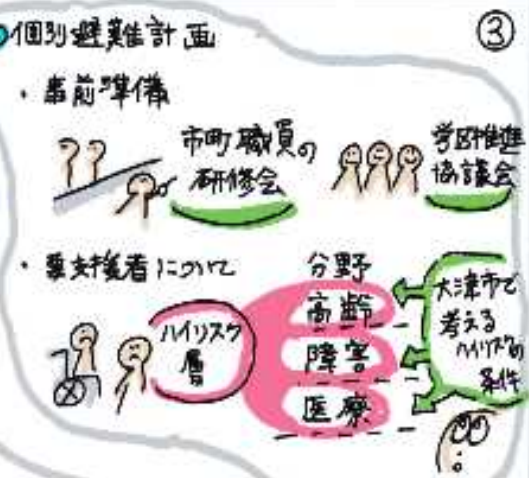 個別避難計画
③
・事前準備
市町職員の
研修会
学区推進
協議会
・要支援者について
分野
高齢
障害
医療
ハイリスク
層
大津市で
考える
ハイリスクの
条件